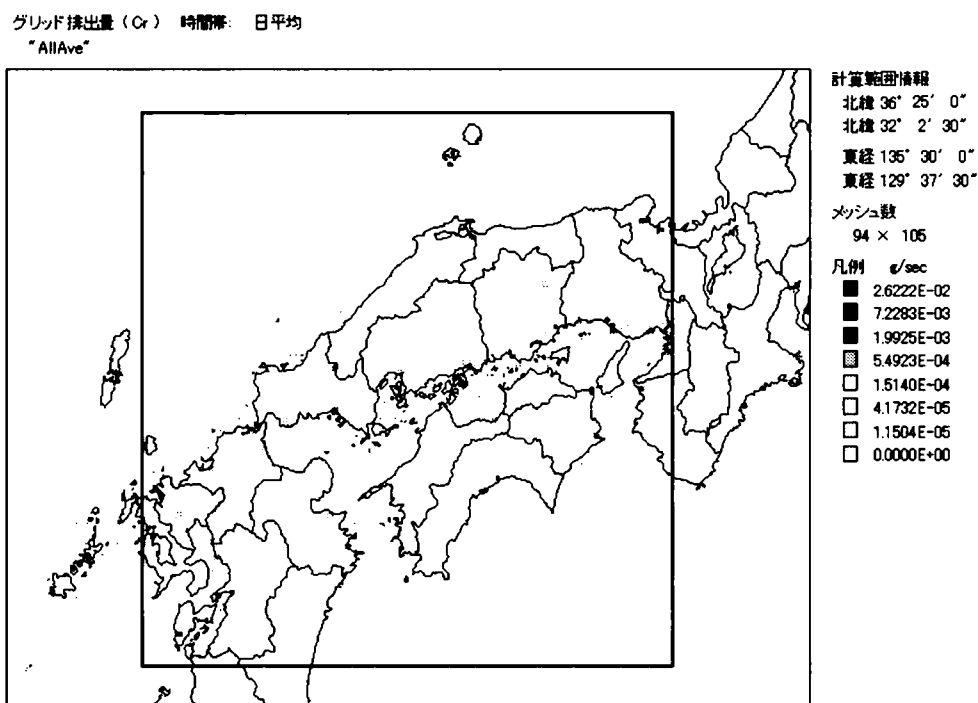 グリッド排出量（Cr） 時間帯: 日平均
"AllAve"
計算範囲情報
北緯 36° 25′ 0″
北緯 32° 2′ 30″
東経 135° 30′ 0″
東経 129° 37′ 30″
メッシュ数
94 × 105
凡例 g/sec
2.6222E-02
7.2283E-03
1.9925E-03
5.4923E-04
1.5140E-04
4.1732E-05
1.1504E-05
0.0000E+00